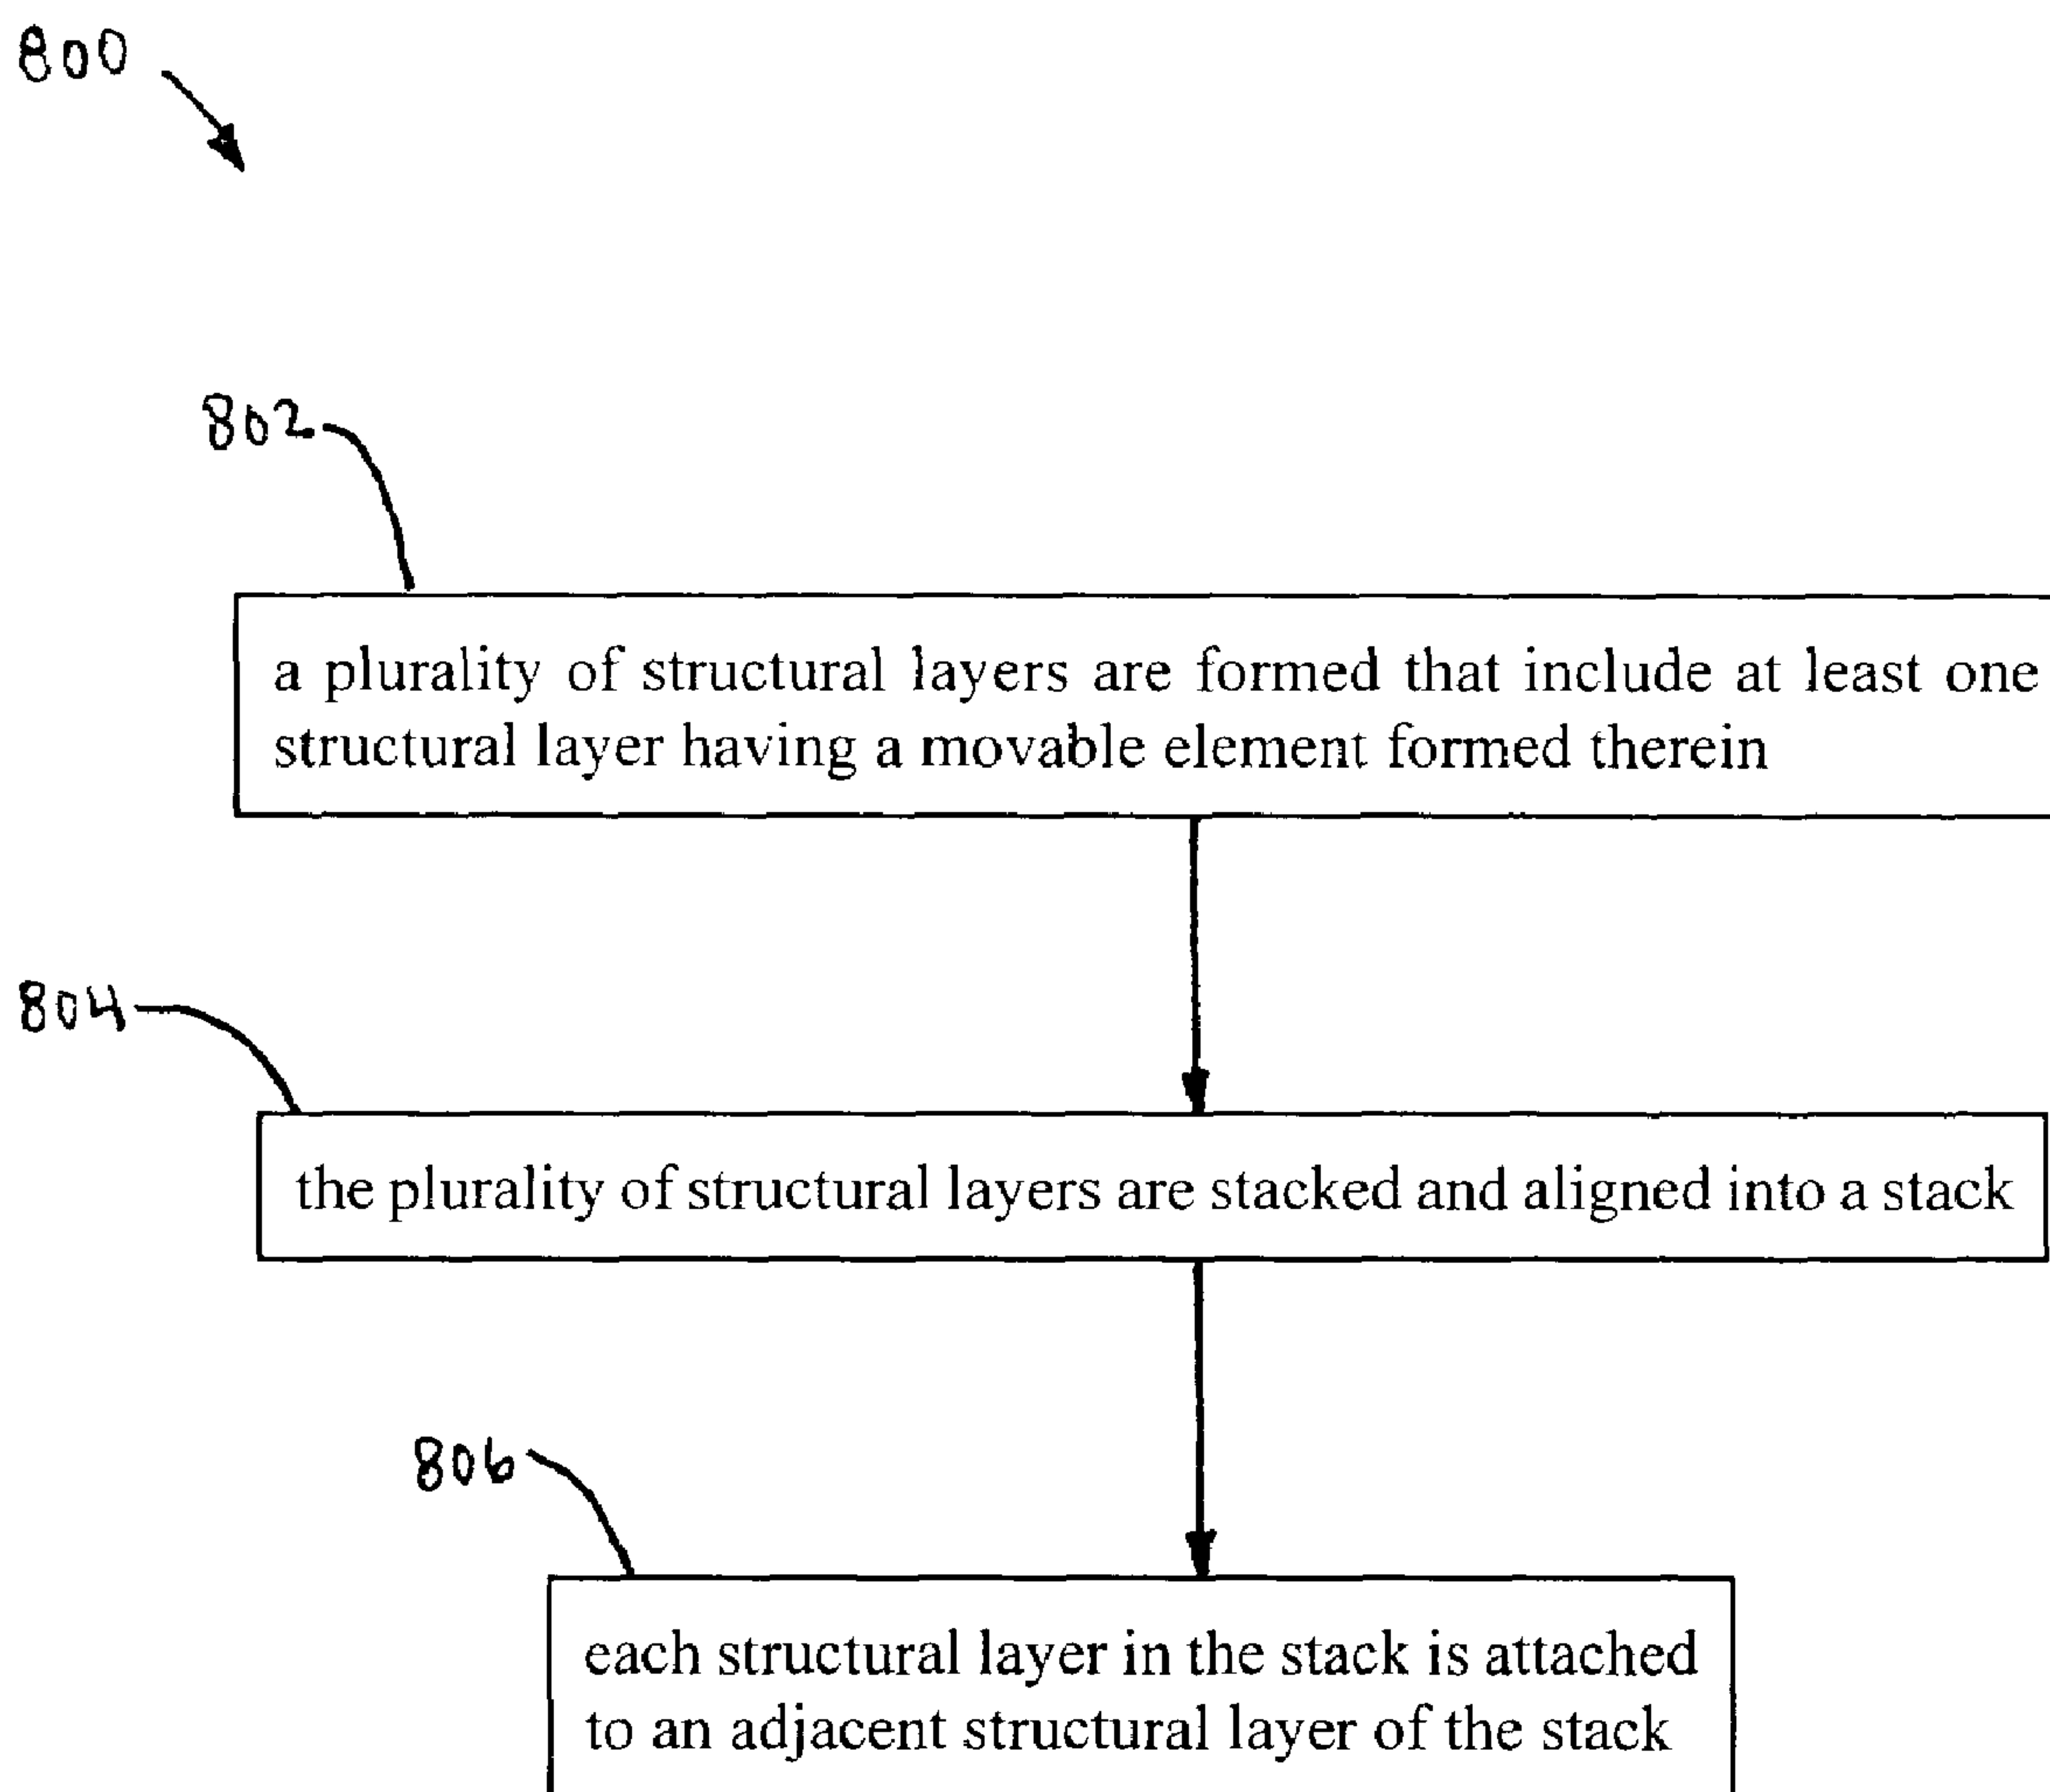 800
802
a plurality of structural layers are formed that include at least one
structural layer having a movable element formed therein
804
the plurality of structural layers are stacked and aligned into a stack
806
each structural layer in the stack is attached
to an adjacent structural layer of the stack